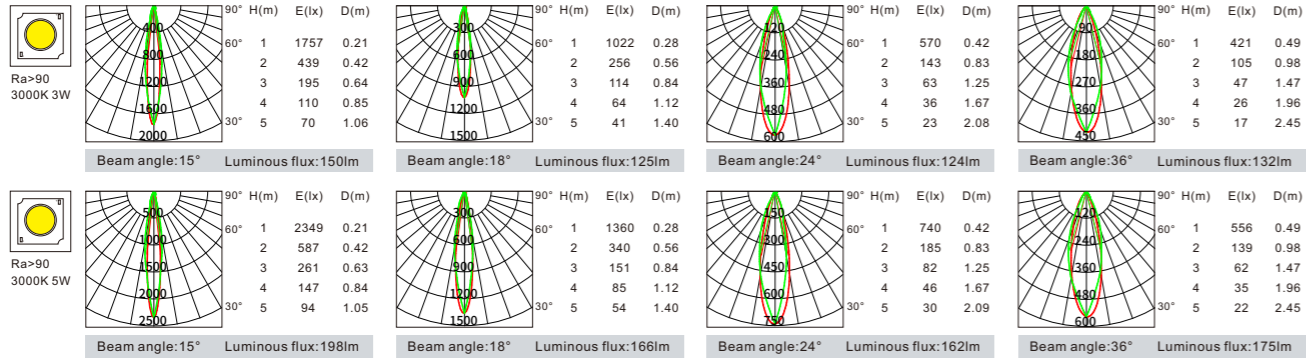 Ra>90
3000K 3W
400
800
1200
1600
2000
90°
60°
30°
H(m) E(lx) D(m)
1 1757 0.21
2 439 0.42
3 195 0.64
4 110 0.85
5 70 1.06
Beam angle:15° Luminous flux:150lm
300
600
900
1200
1500
90°
60°
30°
H(m) E(lx) D(m)
1 1022 0.28
2 256 0.56
3 114 0.84
4 64 1.12
5 41 1.40
Beam angle:18° Luminous flux:125lm
120
240
360
480
600
90°
60°
30°
H(m) E(lx) D(m)
1 570 0.42
2 143 0.83
3 63 1.25
4 36 1.67
5 23 2.08
Beam angle:24° Luminous flux:124lm
90
180
270
360
450
90°
60°
30°
H(m) E(lx) D(m)
1 421 0.49
2 105 0.98
3 47 1.47
4 26 1.96
5 17 2.45
Beam angle:36° Luminous flux:132lm
Ra>90
3000K 5W
500
1000
1500
2000
2500
90°
60°
30°
H(m) E(lx) D(m)
1 2349 0.21
2 587 0.42
3 261 0.63
4 147 0.84
5 94 1.05
Beam angle:15° Luminous flux:198lm
300
600
900
1200
1500
90°
60°
30°
H(m) E(lx) D(m)
1 1360 0.28
2 340 0.56
3 151 0.84
4 85 1.12
5 54 1.40
Beam angle:18° Luminous flux:166lm
150
300
450
600
750
90°
60°
30°
H(m) E(lx) D(m)
1 740 0.42
2 185 0.83
3 82 1.25
4 46 1.67
5 30 2.09
Beam angle:24° Luminous flux:162lm
120
240
360
480
600
90°
60°
30°
H(m) E(lx) D(m)
1 556 0.49
2 139 0.98
3 62 1.47
4 35 1.96
5 22 2.45
Beam angle:36° Luminous flux:175lm